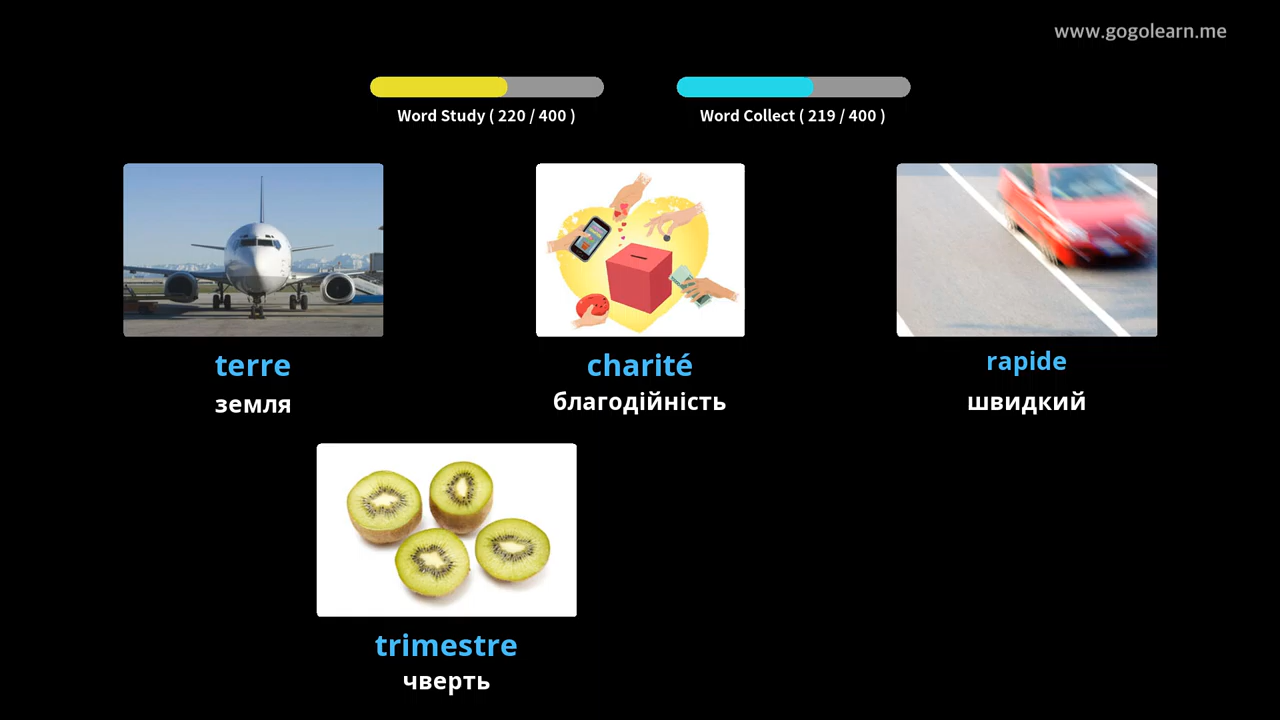 www.gogolearn.me
Word Study ( 220 / 400 )
Word Collect ( 219 / 400 )
terre
земля
charité
благодійність
rapide
швидкий
trimestre
чверть